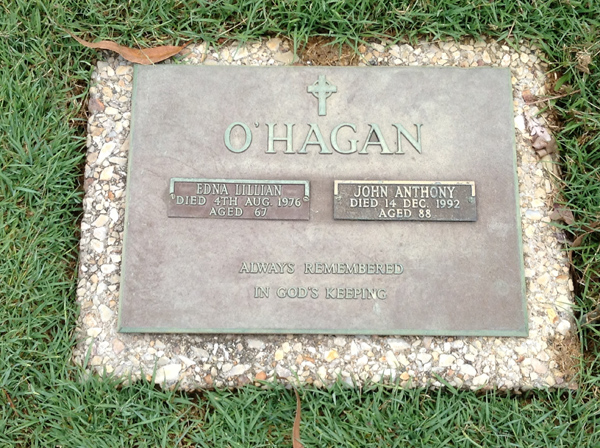 O'HAGAN
EDNA LILLIAN
DIED 4TH AUG. 1976
AGED 67
JOHN ANTHONY
DIED 14 DEC. 1992
AGED 88
ALWAYS REMEMBERED
IN GOD'S KEEPING